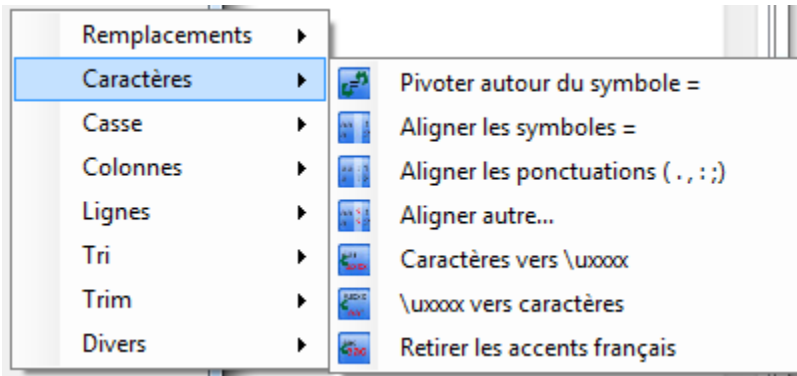 Remplacements
Caractères
Casse
Colonnes
Lignes
Tri
Trim
Divers
Pivoter autour du symbole =
Aligner les symboles =
Aligner les ponctuations ( . , : ;)
Aligner autre...
Caractères vers \uxxxx
\uxxxx vers caractères
Retirer les accents français